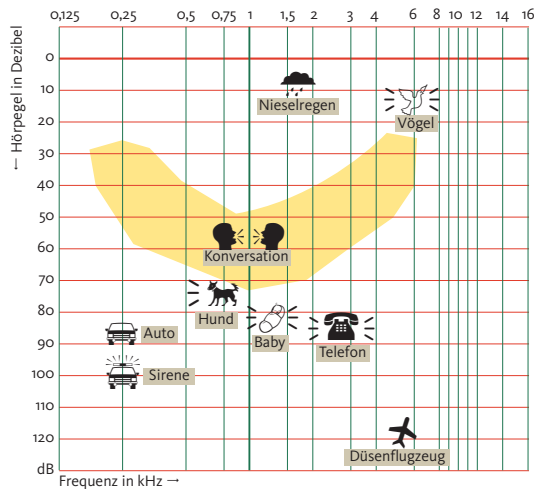 0,125 0,25 0,5 0,75 1 1,5 2 3 4 6 8 10 12 14 16
← Hörpegel in Dezibel
0
10
Nieselregen
Vögel
20
30
40
50
60
Konversation
70
80
Hund
Auto
Baby
Telefon
90
100
Sirene
110
120
Düsenflugzeug
dB
Frequenz in kHz →